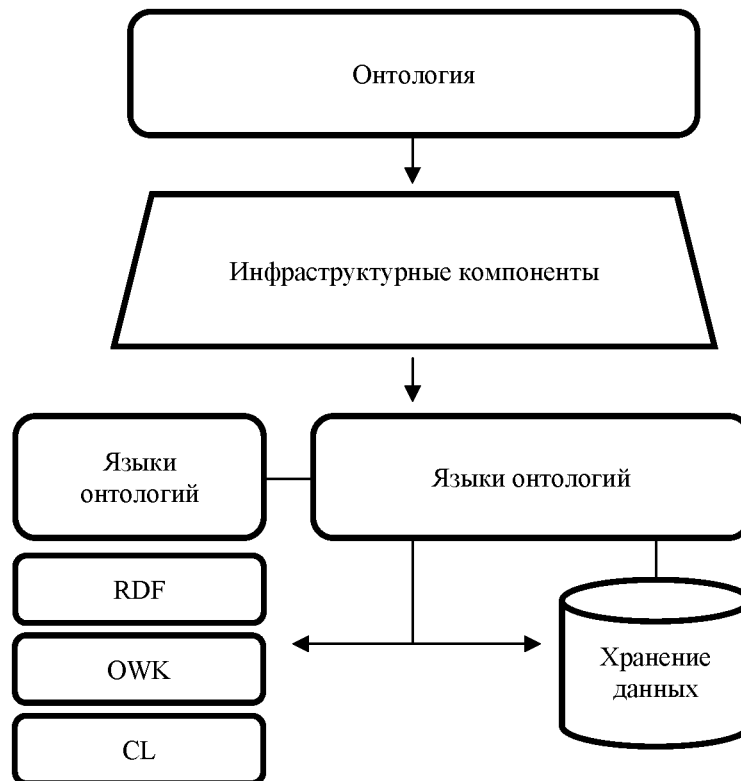 Онтология
Инфраструктурные компоненты
Языки
онтологий
Языки онтологий
RDF
OWK
CL
Хранение
данных